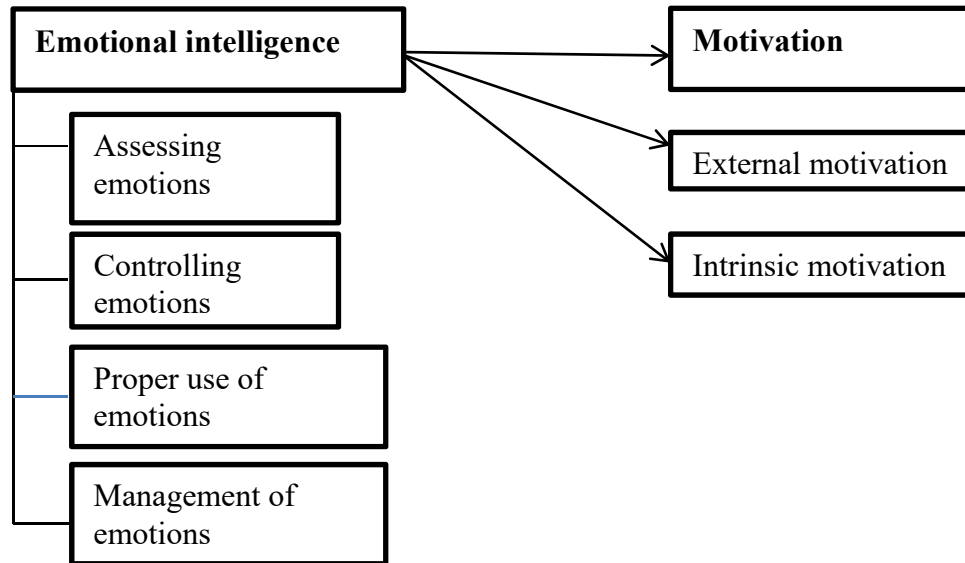 Emotional intelligence
Assessing
emotions
Controlling
emotions
Proper use of
emotions
Management of
emotions
Motivation
External motivation
Intrinsic motivation